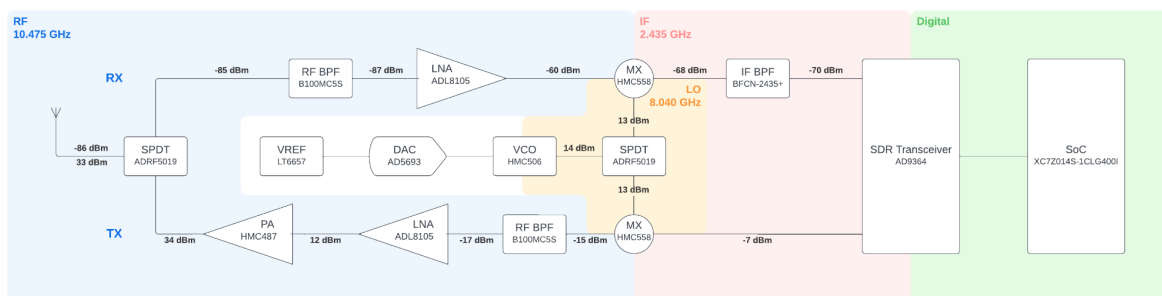 RF
10.475 GHz
IF
2.435 GHz
Digital
RX
-85 dBm
RF BPF
B100MC5S
-87 dBm
LNA
ADL8105
-60 dBm
MX
HMC558
-68 dBm
IF BPF
BFCN-2435+
-70 dBm
LO
8.040 GHz
13 dBm
-86 dBm
33 dBm
SPDT
ADRF5019
VREF
LT6657
DAC
AD5693
VCO
HMC506
14 dBm
SPDT
ADRF5019
SDR Transceiver
AD9364
SoC
XC7Z014S-1CLG400I
13 dBm
TX
34 dBm
PA
HMC487
12 dBm
LNA
ADL8105
-17 dBm
RF BPF
B100MC5S
-15 dBm
MX
HMC558
-7 dBm